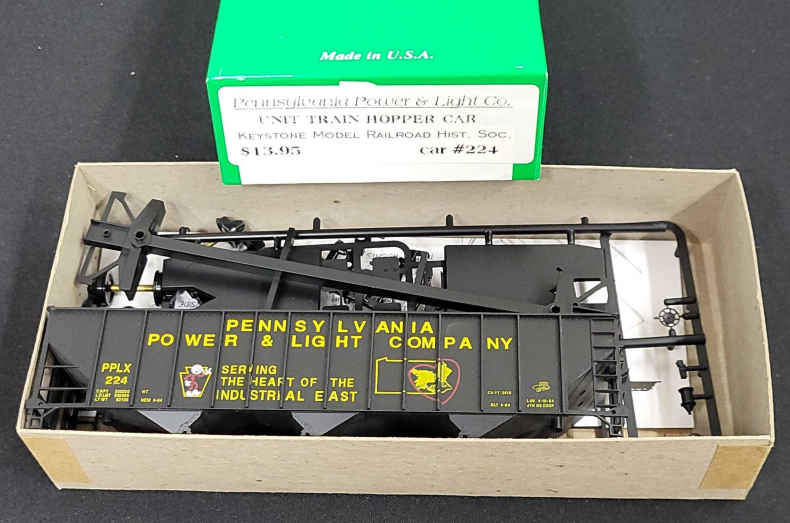 Made in U.S.A.
Pennsylvania Power & Light Co.
UNIT TRAIN HOPPER CAR
KEYSTONE MODEL RAILROAD HIST. SOC.
$13.95 car #224
PENNSYLVANIA
POWER & LIGHT COMPANY
PPLX
224
SERVING
THE HEART OF THE
INDUSTRIAL EAST